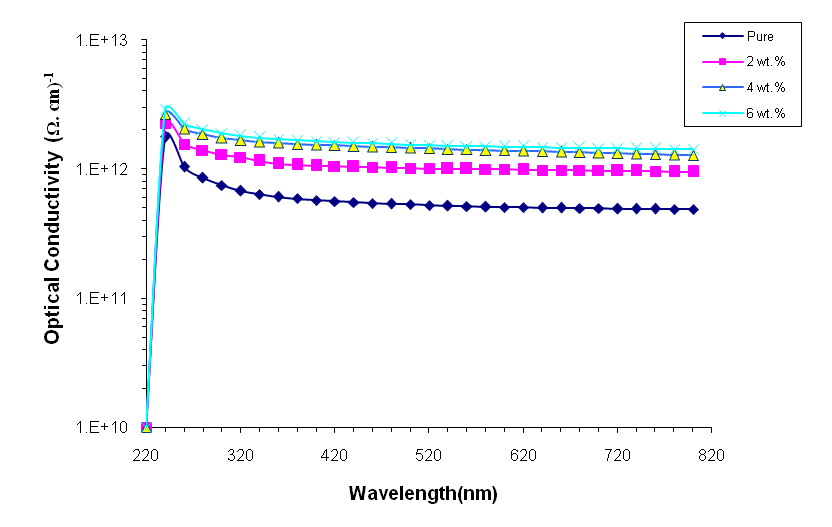 1.E+13
1.E+12
1.E+11
1.E+10
Optical Conductivity (Ω. cm)-1
220 320 420 520 620 720 820
Wavelength(nm)
Pure
2 wt.%
4 wt.%
6 wt.%